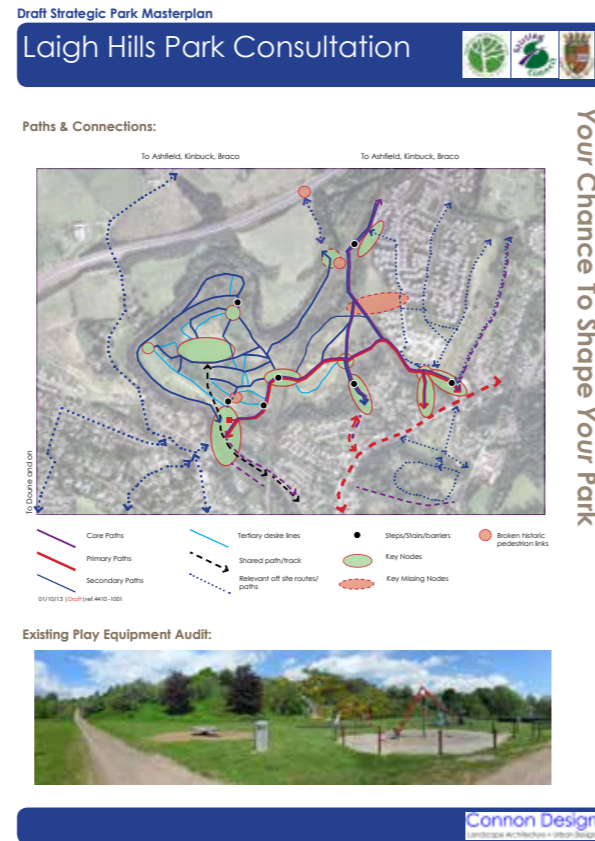 Draft Strategic Park Masterplan
Laigh Hills Park Consultation
Your Chance To Shape Your Park
Paths & Connections:
To Ashfield, Kinbuck, Braco
To Ashfield, Kinbuck, Braco
To Doune and on
Core Paths
Primary Paths
Secondary Paths
Tertiary desire lines
Shared path/track
Relevant off site routes/
paths
Steps/Stairs/barriers
Key Nodes
Key Missing Nodes
Broken historic
pedestrian links
01/10/13 |Draft|ref.4410 -1001
Existing Play Equipment Audit:
Connon Design
Landscape Architecture + Urban Design